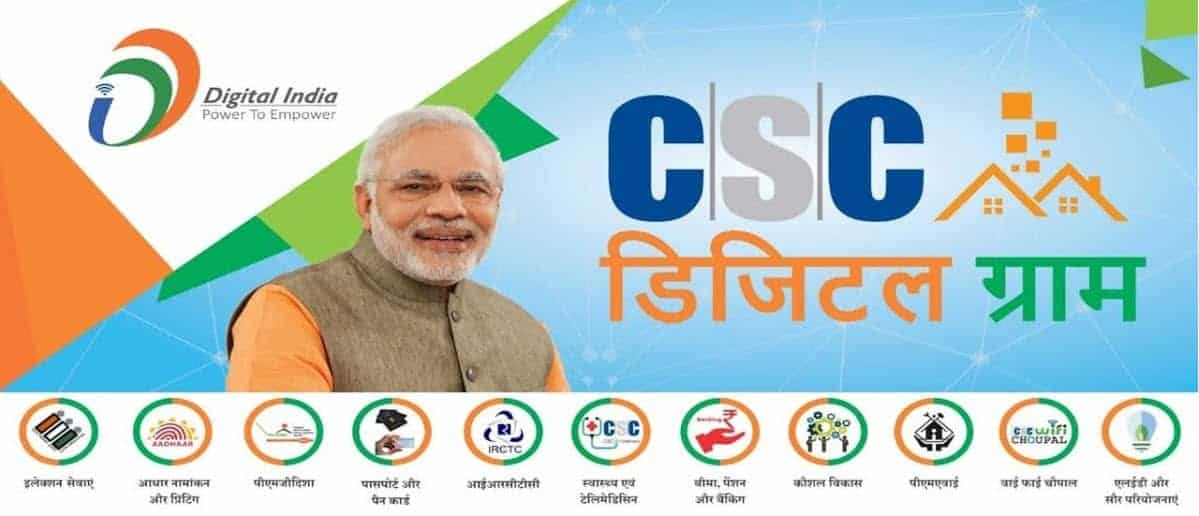 Digital India
Power To Empower
CSC
डिजिटल ग्राम
AADHAAR
IRCTC
CSC
Banking
CSC wifi
CHOUPAL
इलेक्शन सेवाएं
आधार नामांकन
और प्रिंटिंग
पीएमजीदिशा
पासपोर्ट और
पैन कार्ड
आईआरसीटीसी
स्वास्थ्य एवं
टेलिमेडिसिन
बीमा, पेंशन
और बैंकिंग
कौशल विकास
पीएमएवाई
वाई फाई चौपाल
एलईडी और
सौर परियोजनाएं